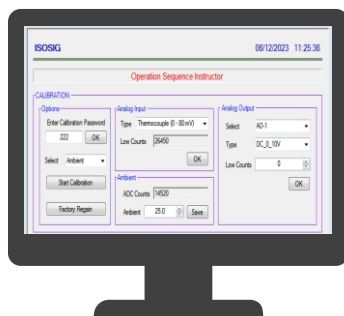 ISOSIG 06/12/2023 11:25:36
Operation Sequence Instructor
CALIBRATION
Options
Enter Calibration Password
222 OK
Select Ambient
Start Calibration
Factory Regain
Analog Input
Type Thermocouple (0 - 80 mV)
Low Counts 26450
OK
Ambient
ADC Counts 14520
Ambient 25.0 Save
Analog Output
Select AO-1
Type DC_0_10V
Low Counts 0
OK